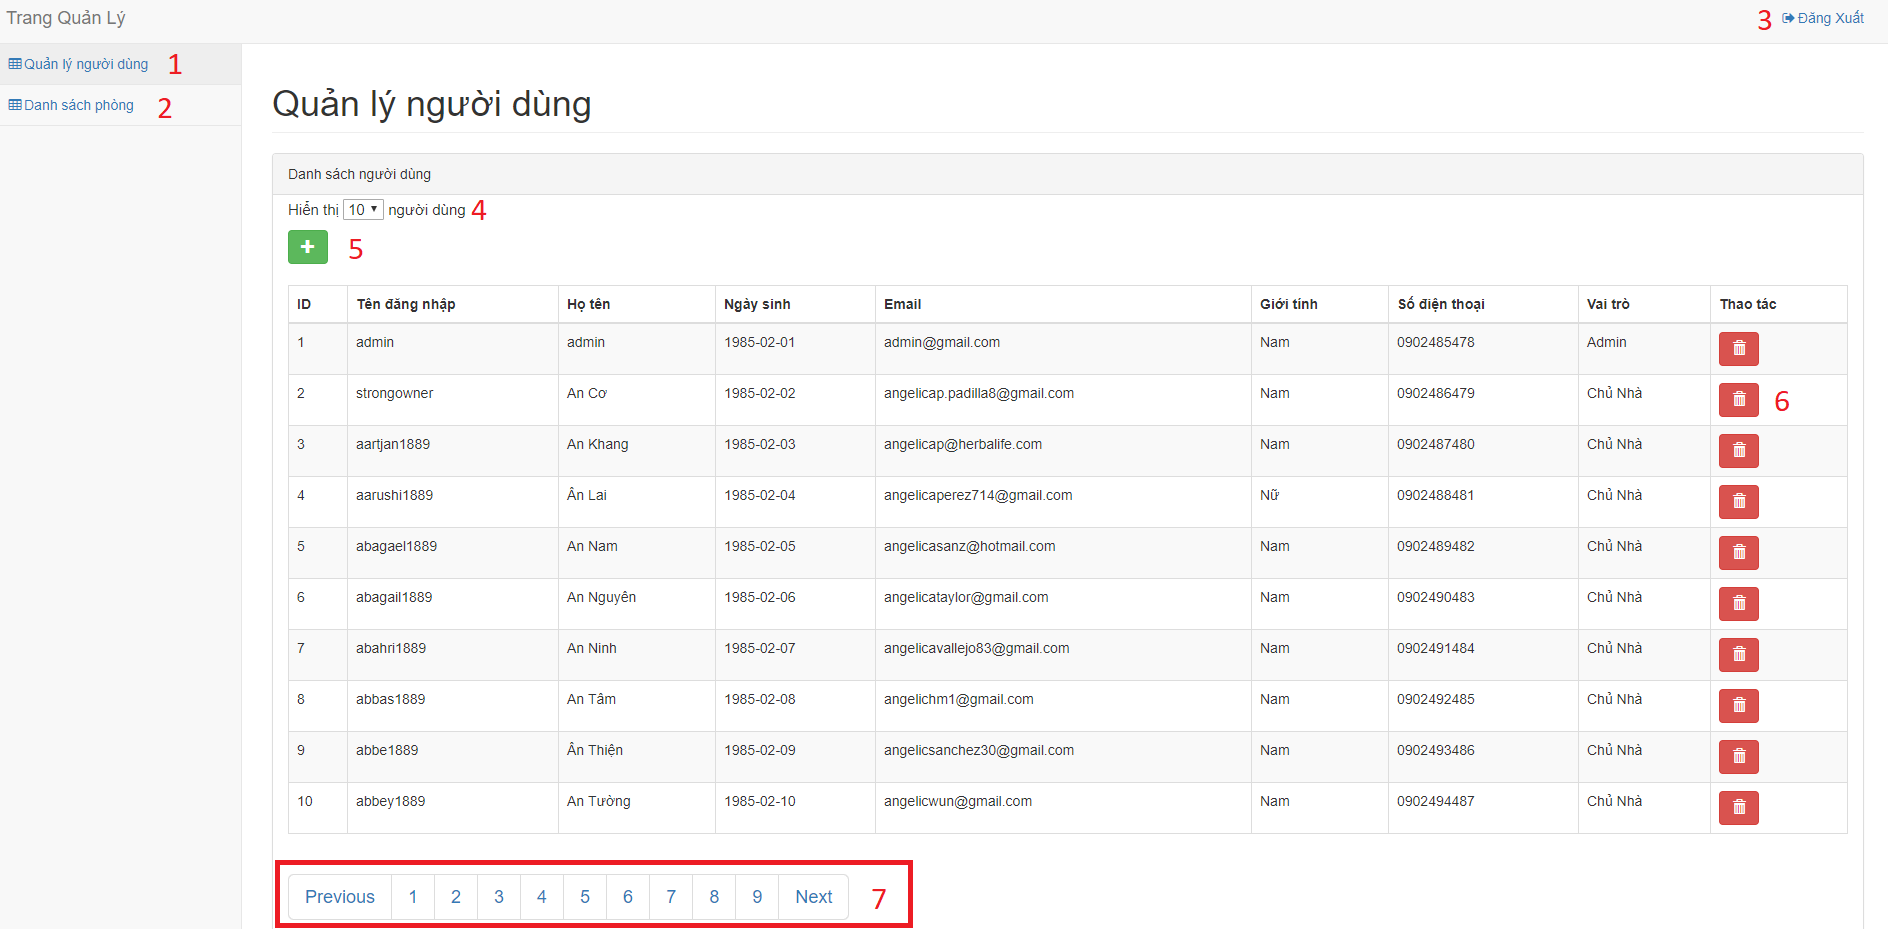 Trang Quản Lý
3 Đăng Xuất
Quản lý người dùng 1
Danh sách phòng 2
Quản lý người dùng
Danh sách người dùng
Hiển thị 10 người dùng 4
+ 5
ID Tên đăng nhập Họ tên Ngày sinh Email Giới tính Số điện thoại Vai trò Thao tác
1 admin admin 1985-02-01 admin@gmail.com Nam 0902485478 Admin
2 strongowner An Cơ 1985-02-02 angelicap.padilla8@gmail.com Nam 0902486479 Chủ Nhà 6
3 aartjan1889 An Khang 1985-02-03 angelicap@herbalife.com Nam 0902487480 Chủ Nhà
4 aarushi1889 Ân Lai 1985-02-04 angelicaperez714@gmail.com Nữ 0902488481 Chủ Nhà
5 abagael1889 An Nam 1985-02-05 angelicasanz@hotmail.com Nam 0902489482 Chủ Nhà
6 abagail1889 An Nguyên 1985-02-06 angelicataylor@gmail.com Nam 0902490483 Chủ Nhà
7 abahri1889 An Ninh 1985-02-07 angelicavallejo83@gmail.com Nam 0902491484 Chủ Nhà
8 abbas1889 An Tâm 1985-02-08 angelichm1@gmail.com Nam 0902492485 Chủ Nhà
9 abbe1889 Ân Thiện 1985-02-09 angelicsanchez30@gmail.com Nam 0902493486 Chủ Nhà
10 abbey1889 An Tường 1985-02-10 angelicwun@gmail.com Nam 0902494487 Chủ Nhà
Previous 1 2 3 4 5 6 7 8 9 Next 7